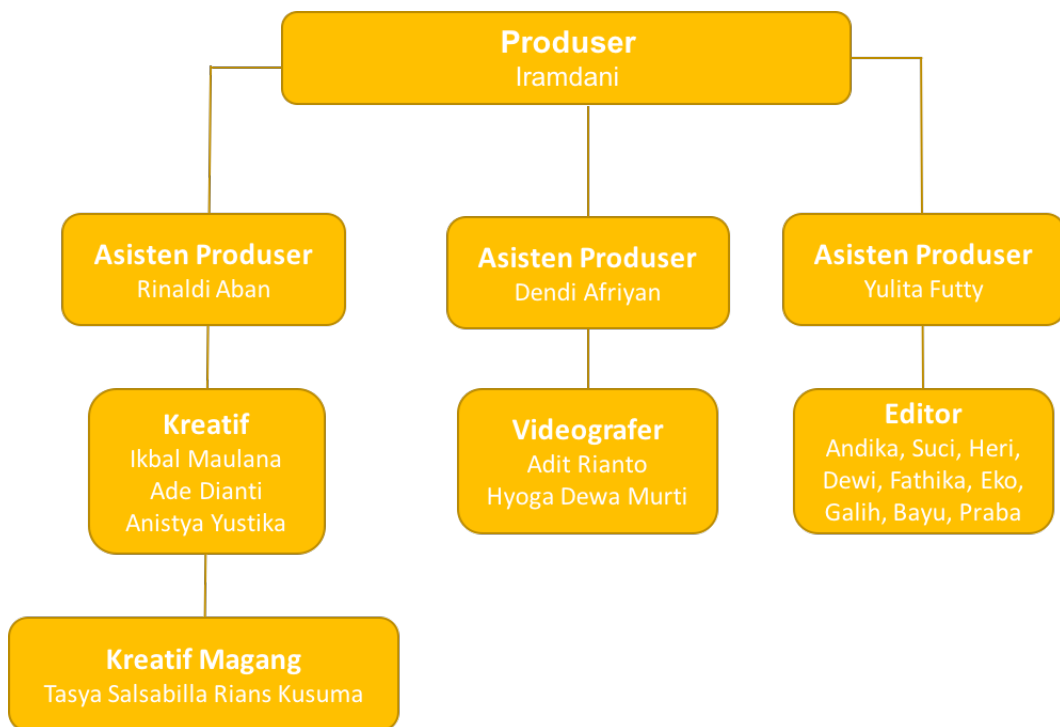 Produser
Iramdani
Asisten Produser
Rinaldi Aban
Asisten Produser
Dendi Afriyan
Asisten Produser
Yulita Futty
Kreatif
Ikbal Maulana
Ade Dianti
Anistya Yustika
Videografer
Adit Rianto
Hyoga Dewa Murti
Editor
Andika, Suci, Heri,
Dewi, Fathika, Eko,
Galih, Bayu, Praba
Kreatif Magang
Tasya Salsabilla Rians Kusuma